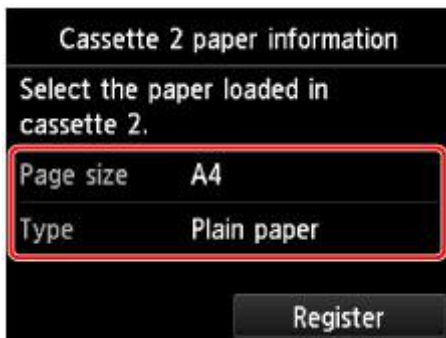 Cassette 2 paper information
Select the paper loaded in
cassette 2.
Page size A4
Type Plain paper
Register